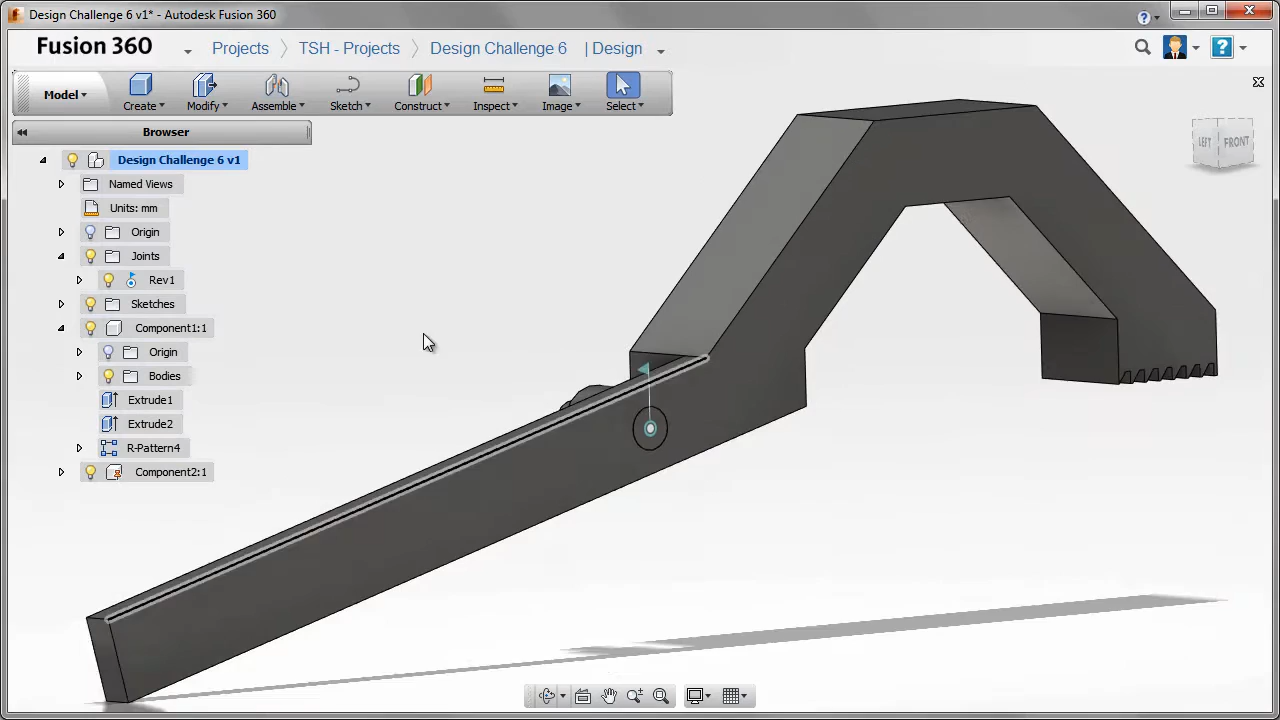 Design Challenge 6 v1* - Autodesk Fusion 360
Fusion 360
Projects
TSH - Projects
Design Challenge 6
| Design
Model
Create
Modify
Assemble
Sketch
Construct
Inspect
Image
Select
Browser
Design Challenge 6 v1
Named Views
Units: mm
Origin
Joints
Rev1
Sketches
Component1:1
Origin
Bodies
Extrude1
Extrude2
R-Pattern4
Component2:1
LEFT
FRONT